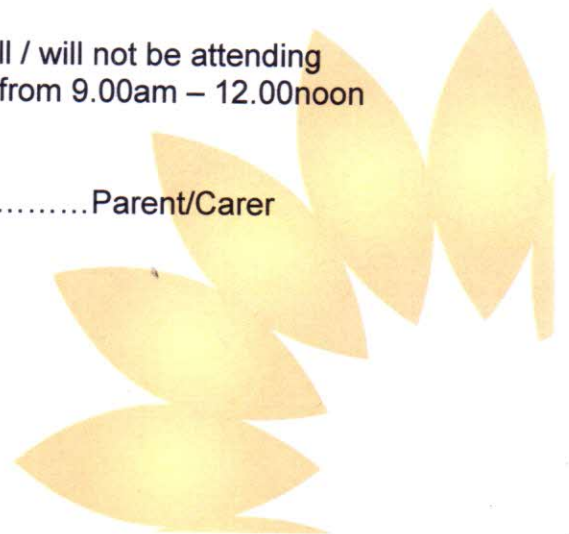 ll / will not be attending
from 9.00am – 12.00noon
.........Parent/Carer